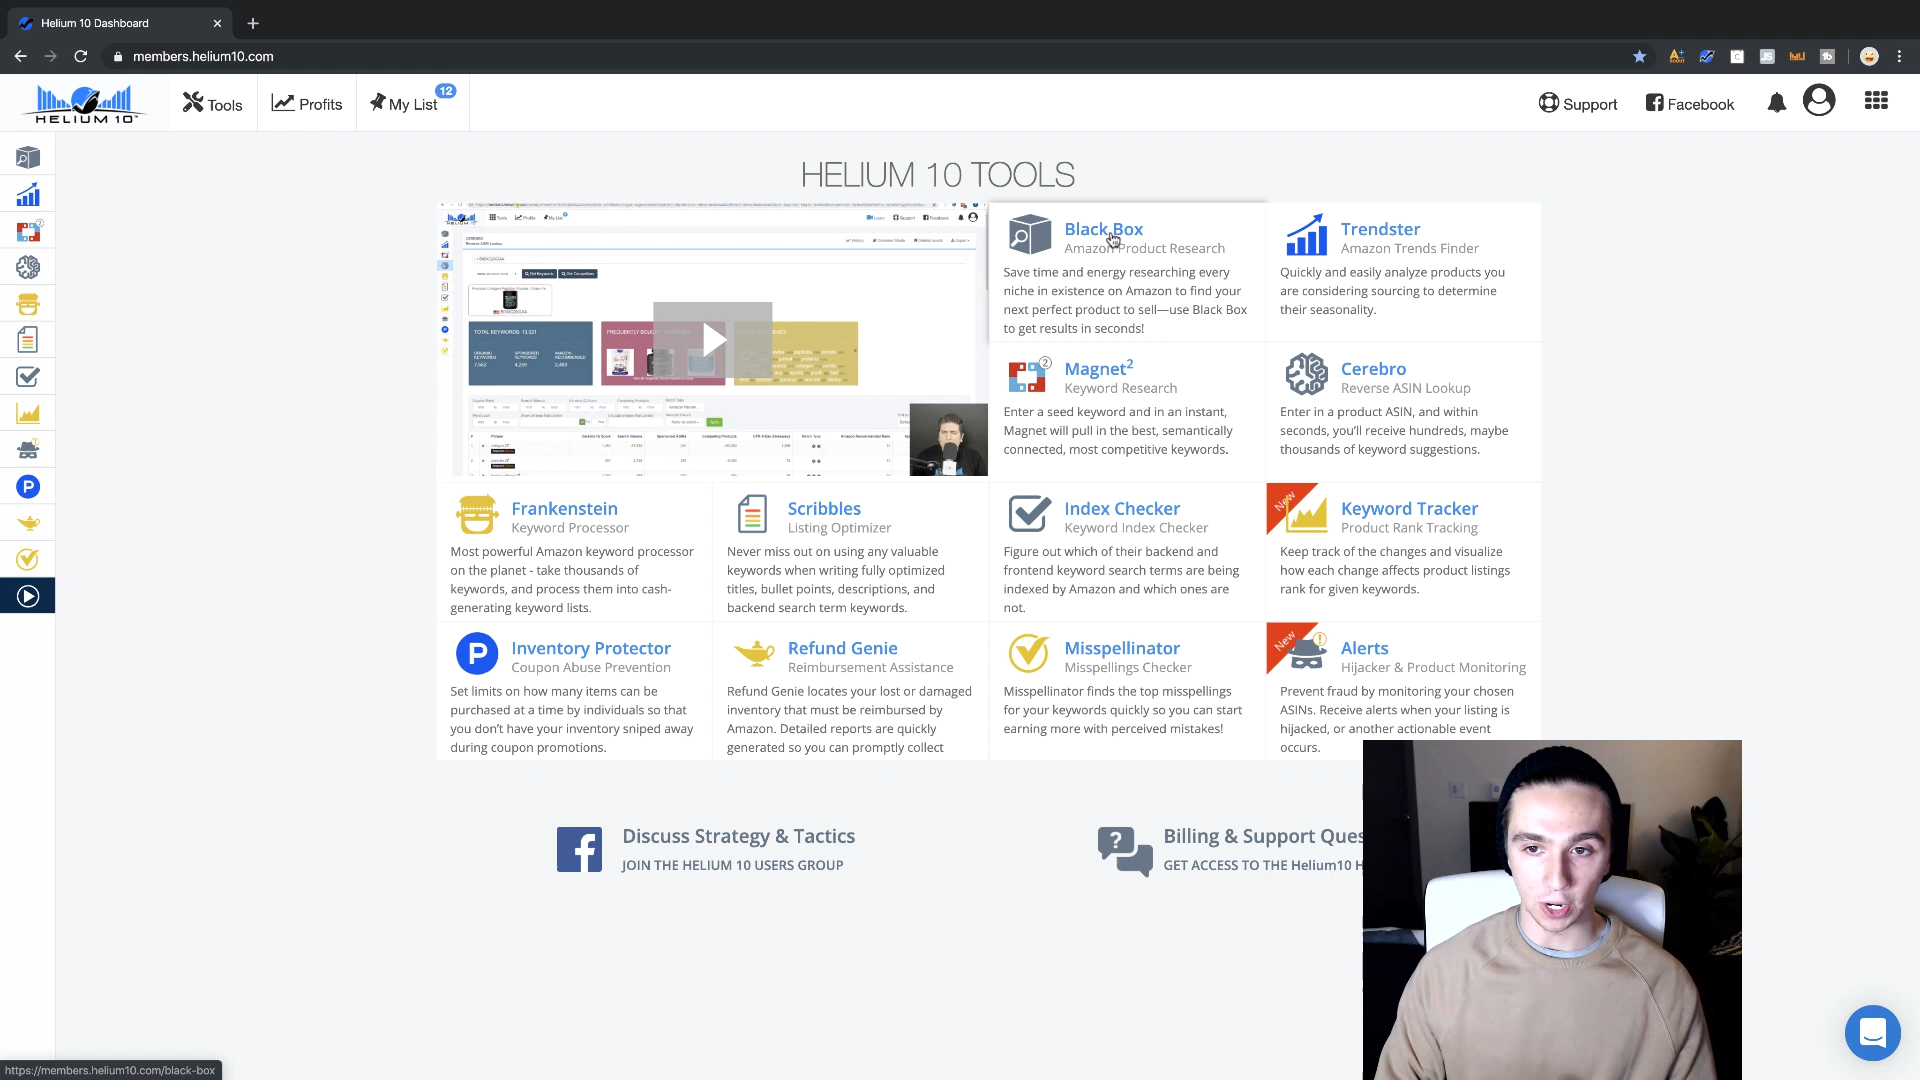 Helium 10 Dashboard
members.helium10.com
HELIUM 10
Tools
Profits
My List
12
Support
Facebook
HELIUM 10 TOOLS
TOTAL KEYWORDS: 13,521
Black Box
Amazon Product Research
Save time and energy researching every
niche in existence on Amazon to find your
next perfect product to sell—use Black Box
to get results in seconds!
Trendster
Amazon Trends Finder
Quickly and easily analyze products you
are considering sourcing to determine
their seasonality.
Magnet2
Keyword Research
Enter a seed keyword and in an instant,
Magnet will pull in the best, semantically
connected, most competitive keywords.
Cerebro
Reverse ASIN Lookup
Enter in a product ASIN, and within
seconds, you'll receive hundreds, maybe
thousands of keyword suggestions.
Frankenstein
Keyword Processor
Most powerful Amazon keyword processor
on the planet - take thousands of
keywords, and process them into cash-
generating keyword lists.
Scribbles
Listing Optimizer
Never miss out on using any valuable
keywords when writing fully optimized
titles, bullet points, descriptions, and
backend search term keywords.
Index Checker
Keyword Index Checker
Figure out which of their backend and
frontend keyword search terms are being
indexed by Amazon and which ones are
not.
New
Keyword Tracker
Product Rank Tracking
Keep track of the changes and visualize
how each change affects product listings
rank for given keywords.
P
Inventory Protector
Coupon Abuse Prevention
Set limits on how many items can be
purchased at a time by individuals so that
you don't have your inventory sniped away
during coupon promotions.
Refund Genie
Reimbursement Assistance
Refund Genie locates your lost or damaged
inventory that must be reimbursed by
Amazon. Detailed reports are quickly
generated so you can promptly collect
Misspellinator
Misspellings Checker
Misspellinator finds the top misspellings
for your keywords quickly so you can start
earning more with perceived mistakes!
New
Alerts
Hijacker & Product Monitoring
Prevent fraud by monitoring your chosen
ASINs. Receive alerts when your listing is
hijacked, or another actionable event
occurs.
Discuss Strategy & Tactics
JOIN THE HELIUM 10 USERS GROUP
Billing & Support Ques
GET ACCESS TO THE Helium10 H
https://members.helium10.com/black-box